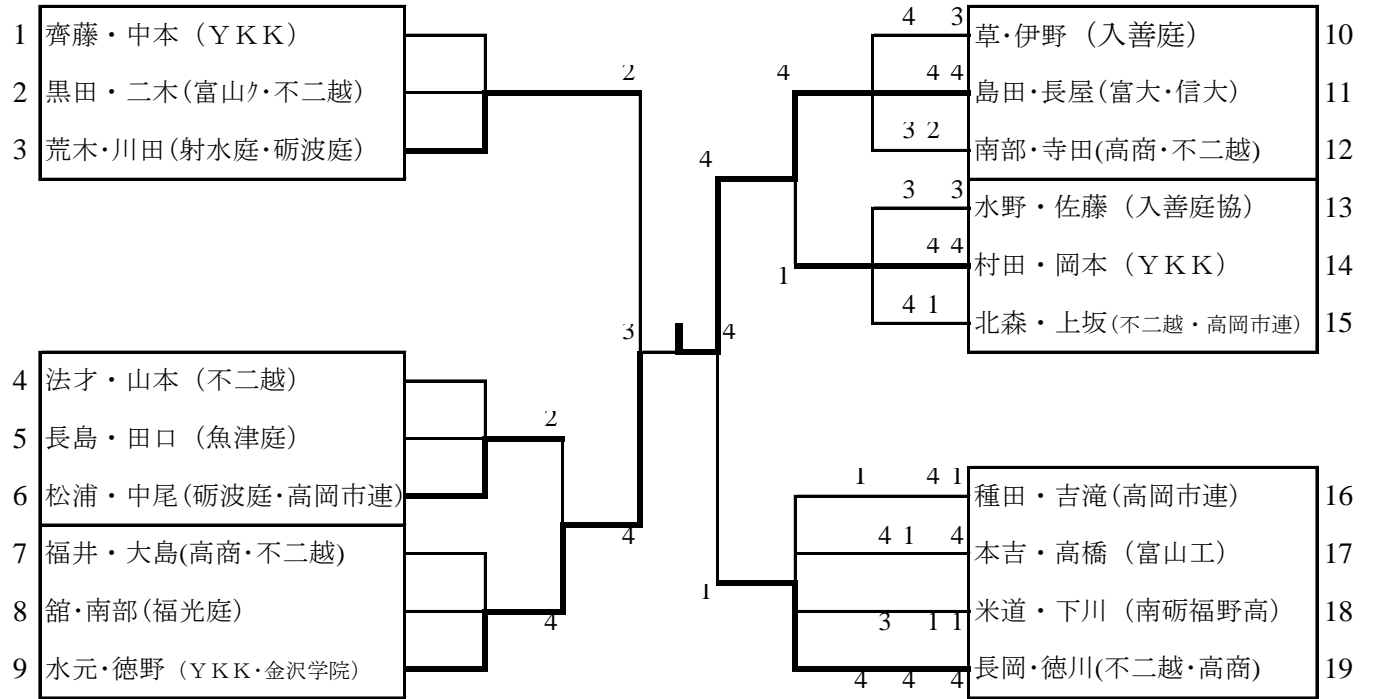 1 齊藤・中本（ＹＫＫ）
2 黒田・二木(富山ｸ・不二越)
2
3 荒木・川田(射水庭・砺波庭)
3
4 法才・山本（不二越）
2
5 長島・田口（魚津庭）
6 松浦・中尾(砺波庭・高岡市連)
4
7 福井・大島(高商・不二越)
8 舘・南部(福光庭)
4
9 水元・徳野（ＹＫＫ・金沢学院）
4 3
草・伊野（入善庭） 10
4
4 4
島田・長屋(富大・信大) 11
3 2
南部・寺田(高商・不二越) 12
4
3 3
水野・佐藤（入善庭協） 13
4 4
村田・岡本（ＹＫＫ） 14
1
4 1
北森・上坂(不二越・高岡市連) 15
4
1 4 1
種田・吉滝(高岡市連) 16
4 1 4
本吉・高橋（富山工） 17
1
米道・下川（南砺福野高） 18
3 1 1
長岡・徳川(不二越・高商) 19
4 4 4